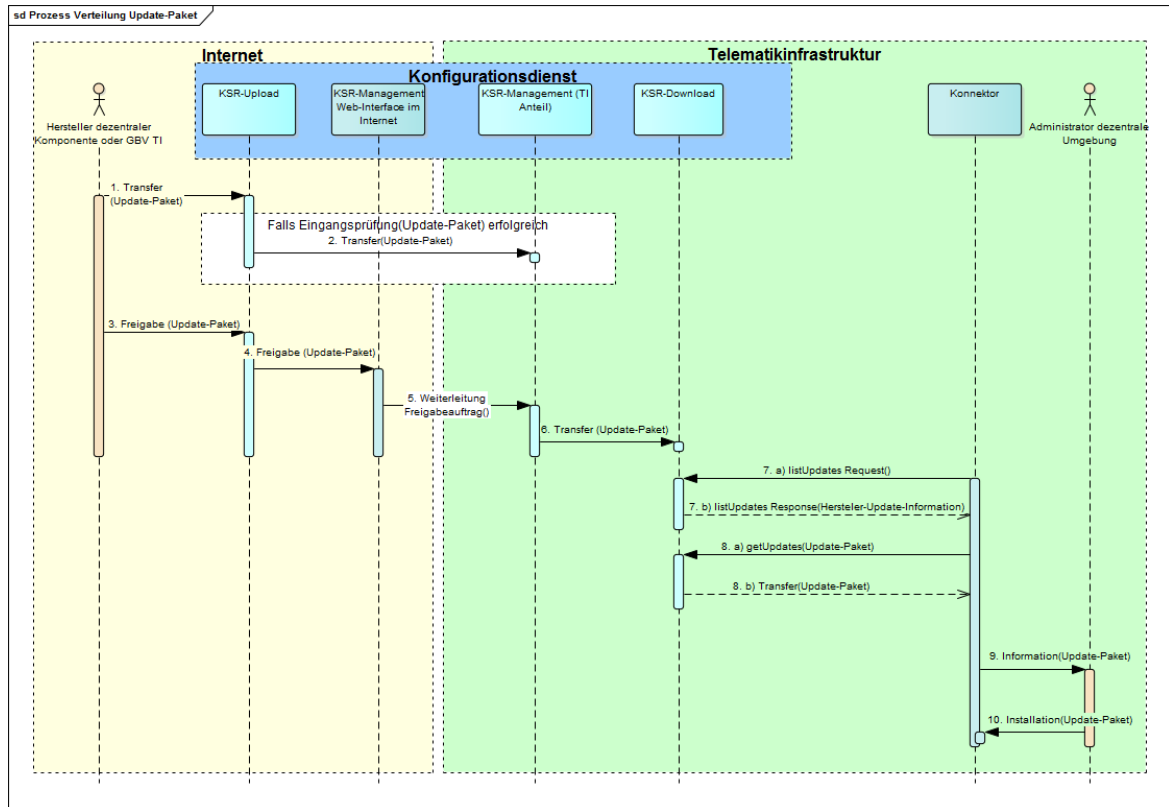 sd Prozess Verteilung Update-Paket
Internet
Telematikinfrastruktur
Konfigurationsdienst
KSR-Upload
KSR-Management
Web-Interface im
Internet
KSR-Management (TI
Anteil)
KSR-Download
Konnektor
Hersteller dezentraler
Komponente oder GBV TI
Administrator dezentrale
Umgebung
1. Transfer
(Update-Paket)
Falls Eingangsprüfung(Update-Paket) erfolgreich
2. Transfer(Update-Paket)
3. Freigabe (Update-Paket)
4. Freigabe (Update-Paket)
5. Weiterleitung
Freigabeauftrag()
6. Transfer (Update-Paket)
7. a) listUpdates Request()
7. b) listUpdates Response(Hersteler-Update-Information)
8. a) getUpdates(Update-Paket)
8. b) Transfer(Update-Paket)
9. Information(Update-Paket)
10. Installation(Update-Paket)